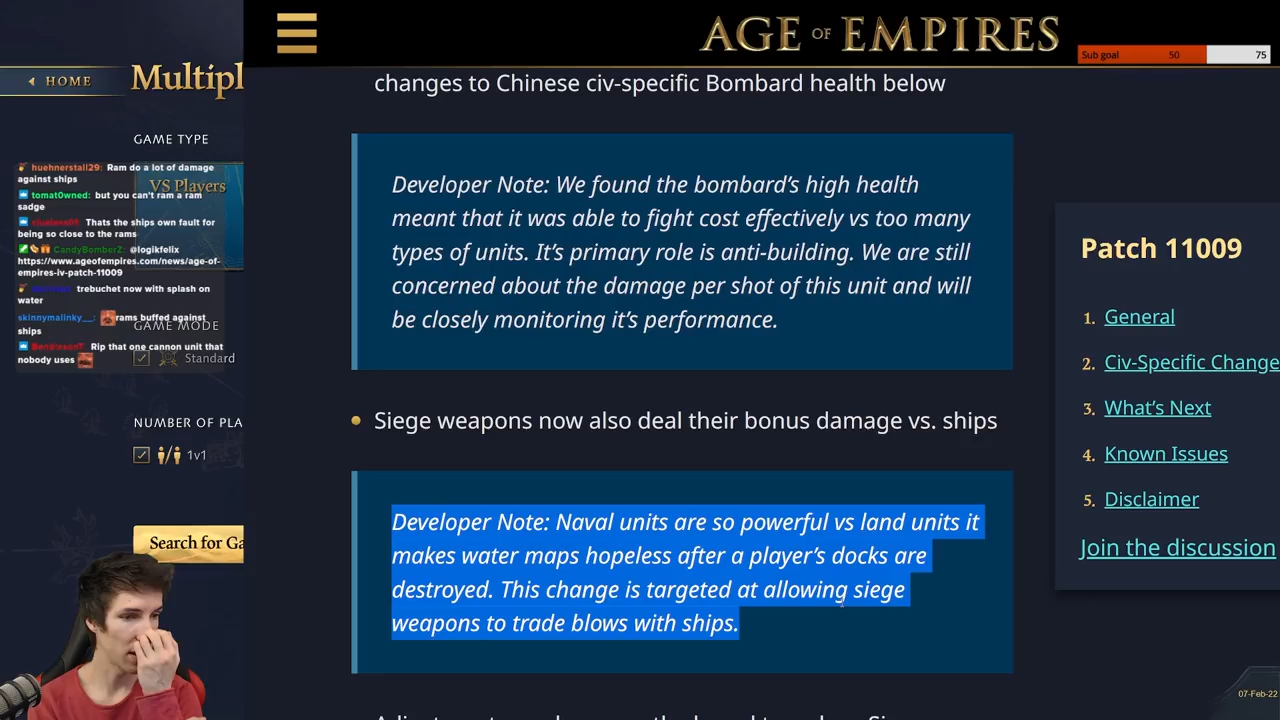 AGE OF EMPIRES
Sub goal 50 75
HOME
Multipl
changes to Chinese civ-specific Bombard health below
GAME TYPE
VS Players
huehnerstall29: Ram do a lot of damage
against ships
tomat0wned: but you can't ram a ram
sadge
Thats the ships own fault for
being so close to the rams
CandyBomberZ: @logikfelix
https://www.ageofempires.com/news/age-of-
empires-iv-patch-11009
trebuchet now with splash on
water
skinnymalinky__: rams buffed against
ships
Rip that one cannon unit that
nobody uses
GAME MODE
Standard
NUMBER OF PLA
1v1
Search for Ga
Developer Note: We found the bombard's high health
meant that it was able to fight cost effectively vs too many
types of units. It's primary role is anti-building. We are still
concerned about the damage per shot of this unit and will
be closely monitoring it's performance.
Siege weapons now also deal their bonus damage vs. ships
Developer Note: Naval units are so powerful vs land units it
makes water maps hopeless after a player's docks are
destroyed. This change is targeted at allowing siege
weapons to trade blows with ships.
Patch 11009
1. General
2. Civ-Specific Change
3. What's Next
4. Known Issues
5. Disclaimer
Join the discussion
07-Feb-22